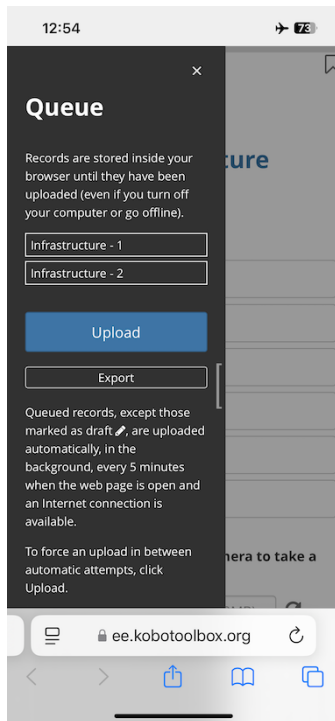 12:54
73
×
Queue
ture
Records are stored inside your
browser until they have been
uploaded (even if you turn off
your computer or go offline).
Infrastructure - 1
Infrastructure - 2
Upload
Export
Queued records, except those
marked as draft , are uploaded
automatically, in the
background, every 5 minutes
when the web page is open and
an Internet connection is
available.
nera to take a
To force an upload in between
automatic attempts, click
Upload.
ee.kobotoolbox.org